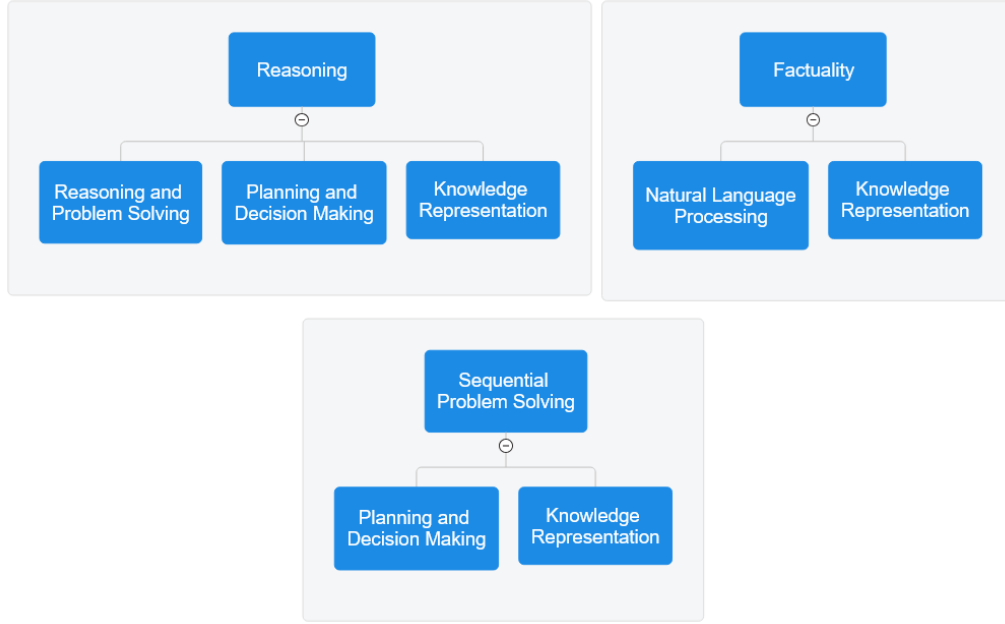 Reasoning
Reasoning and
Problem Solving
Planning and
Decision Making
Knowledge
Representation
Factuality
Natural Language
Processing
Knowledge
Representation
Sequential
Problem Solving
Planning and
Decision Making
Knowledge
Representation